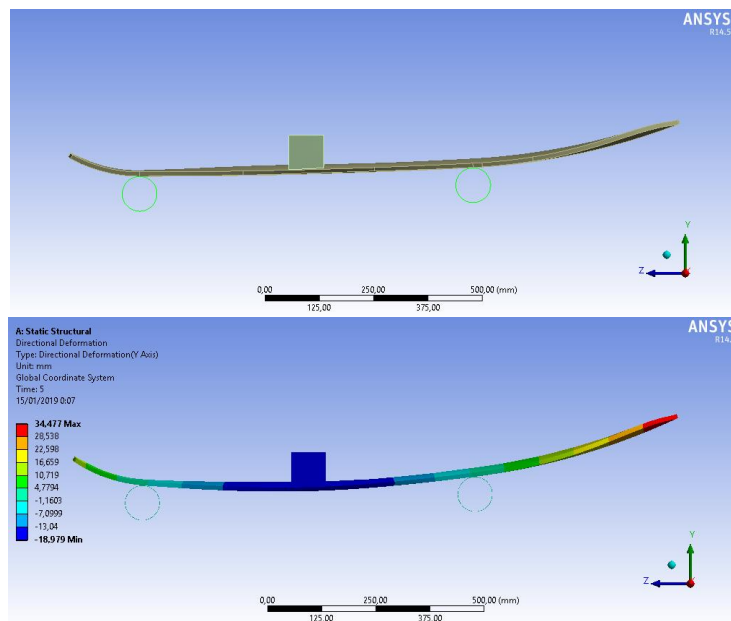 ANSYS
R14.5
Y
Z
0,00 250,00 500,00 (mm)
125,00 375,00
A: Static Structural
Directional Deformation
Type: Directional Deformation(Y Axis)
Unit: mm
Global Coordinate System
Time: 5
15/01/2019 0:07
ANSYS
R14.
34,477 Max
28,538
22,598
16,659
10,719
4,7794
-1,1603
-7,0999
-13,04
-18,979 Min
Y
Z
0,00 250,00 500,00 (mm)
125,00 375,00